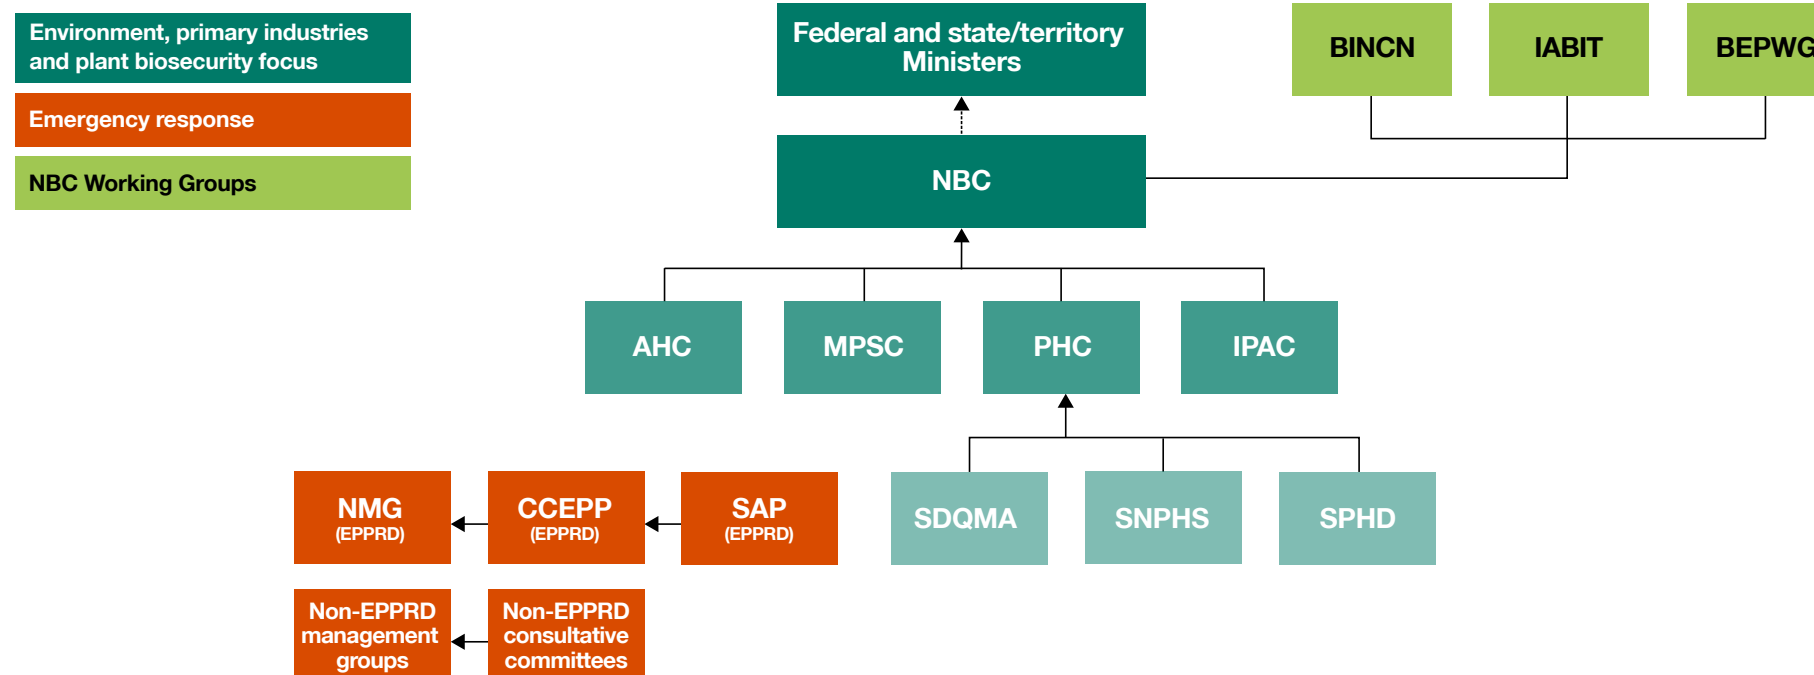 Environment, primary industries
and plant biosecurity focus
Emergency response
NBC Working Groups
Federal and state/territory
Ministers
BINCN
IABIT
BEPWG
NBC
AHC
MPSC
PHC
IPAC
NMG
(EPPRD)
CCEPP
(EPPRD)
SAP
(EPPRD)
SDQMA
SNPHS
SPHD
Non-EPPRD
management
groups
Non-EPPRD
consultative
committees